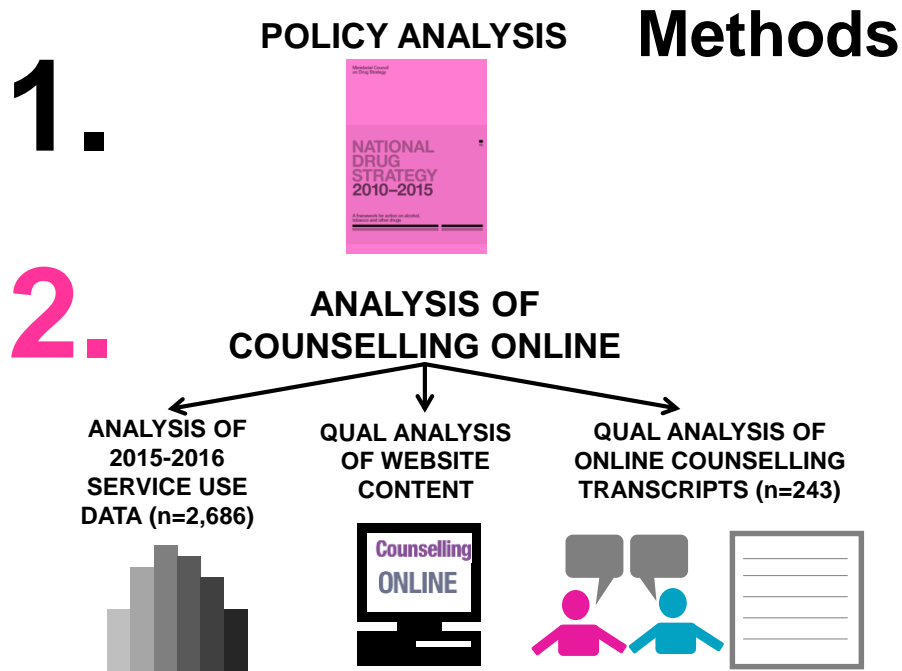 Methods
1.
POLICY ANALYSIS
Ministerial Council
on Drug Strategy
NATIONAL
DRUG
STRATEGY
2010–2015
A framework for action on alcohol,
tobacco and other drugs
2.
ANALYSIS OF
COUNSELLING ONLINE
ANALYSIS OF
2015-2016
SERVICE USE
DATA (n=2,686)
QUAL ANALYSIS
OF WEBSITE
CONTENT
QUAL ANALYSIS OF
ONLINE COUNSELLING
TRANSCRIPTS (n=243)
Counselling
ONLINE